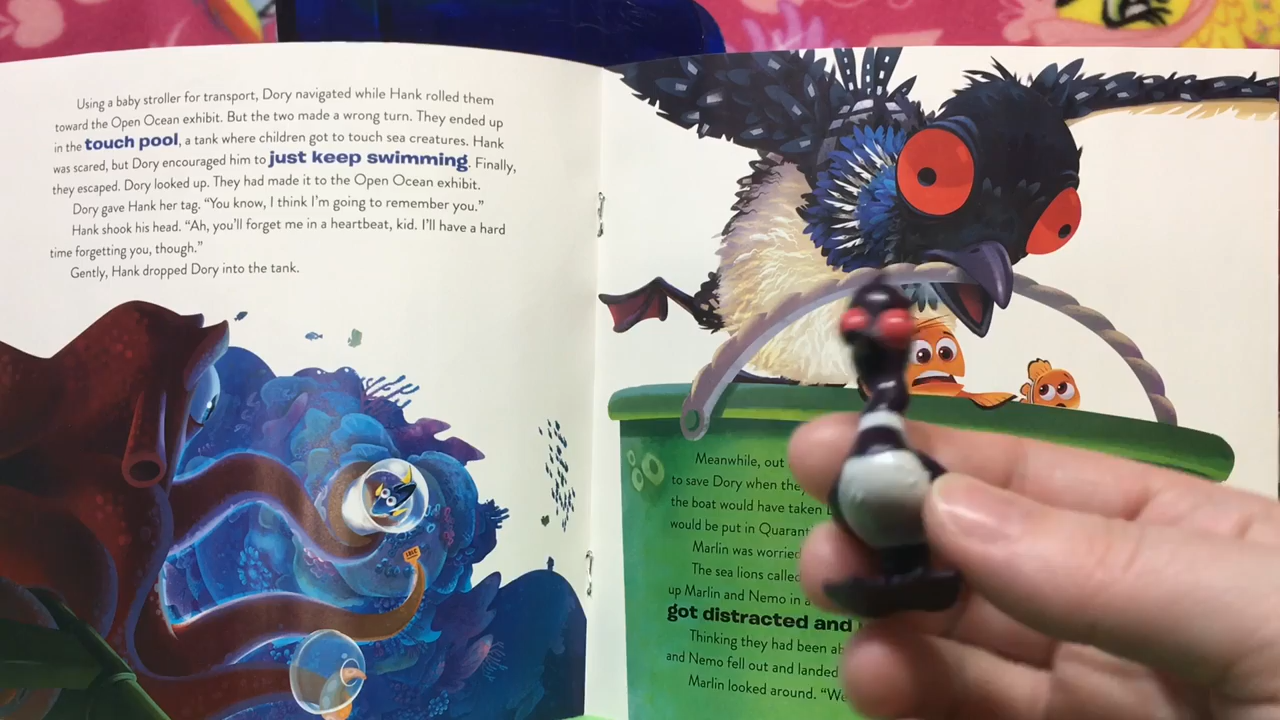 Using a baby stroller for transport, Dory navigated while Hank rolled them
toward the Open Ocean exhibit. But the two made a wrong turn. They ended up
in the touch pool, a tank where children got to touch sea creatures. Hank
was scared, but Dory encouraged him to just keep swimming. Finally,
they escaped. Dory looked up. They had made it to the Open Ocean exhibit.
Dory gave Hank her tag. “You know, I think I’m going to remember you.”
Hank shook his head. “Ah, you’ll forget me in a heartbeat, kid. I’ll have a hard
time forgetting you, though.”
Gently, Hank dropped Dory into the tank.
Meanwhile, out
to save Dory when they
the boat would have taken
would be put in Quarant
Marlin was worried
The sea lions called
up Marlin and Nemo in a
got distracted and
Thinking they had been ab
and Nemo fell out and landed
Marlin looked around. “We